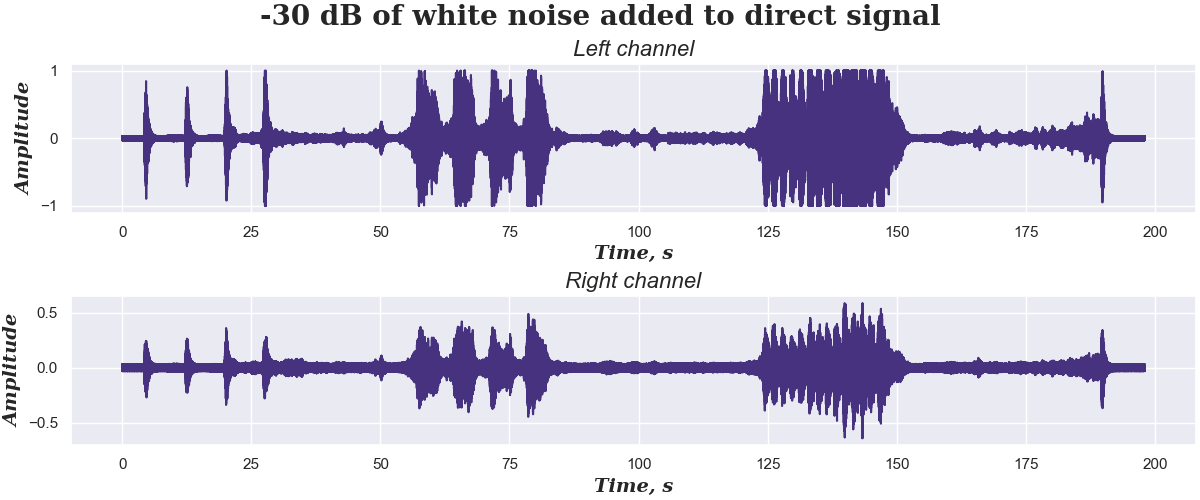 -30 dB of white noise added to direct signal
Left channel
Amplitude
1
0
−1
0 25 50 75 100 125 150 175 200
Time, s
Right channel
Amplitude
0.5
0.0
−0.5
0 25 50 75 100 125 150 175 200
Time, s